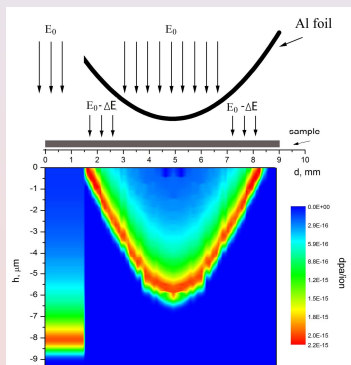 Al foil
E₀ E₀
E₀-ΔE E₀-ΔE
sample
0 1 2 3 4 5 6 7 8 9 10
d, mm
0
-1
-2
-3
-4
-5
-6
-7
-8
-9
h, μm
0.0E+00
2.9E-16
5.9E-16
8.8E-16
1.2E-15
1.5E-15
1.8E-15
2.0E-15
2.2E-15
dpa/ion